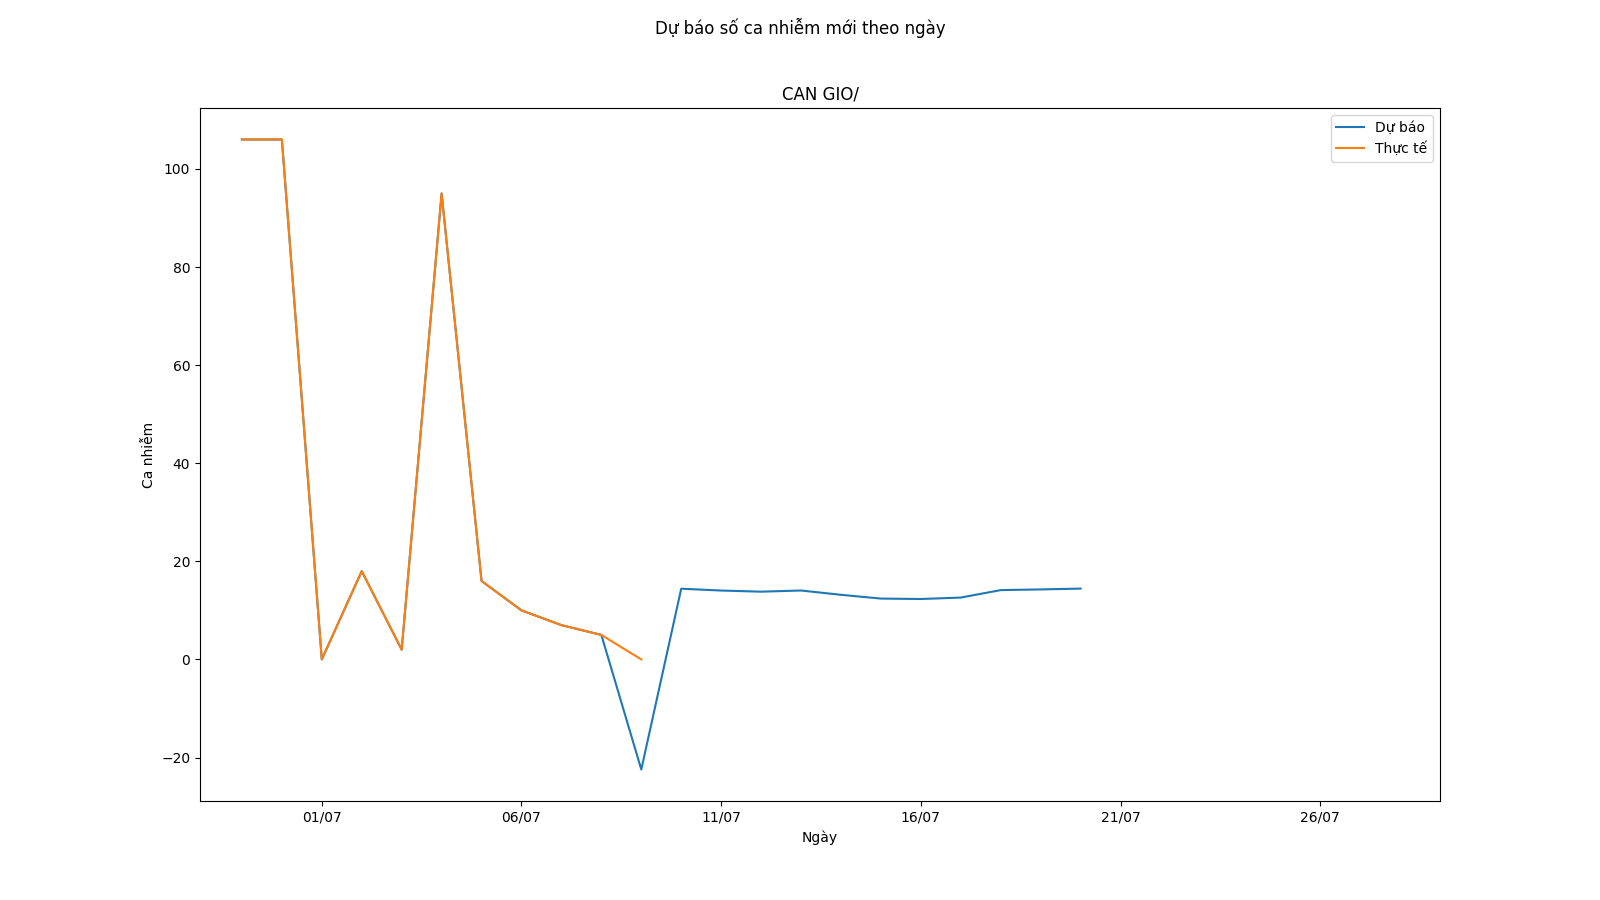 Dự báo số ca nhiễm mới theo ngày
CAN GIO/
Dự báo
Thực tế
100
80
60
40
20
0
−20
Ca nhiễm
01/07
06/07
11/07
16/07
21/07
26/07
Ngày